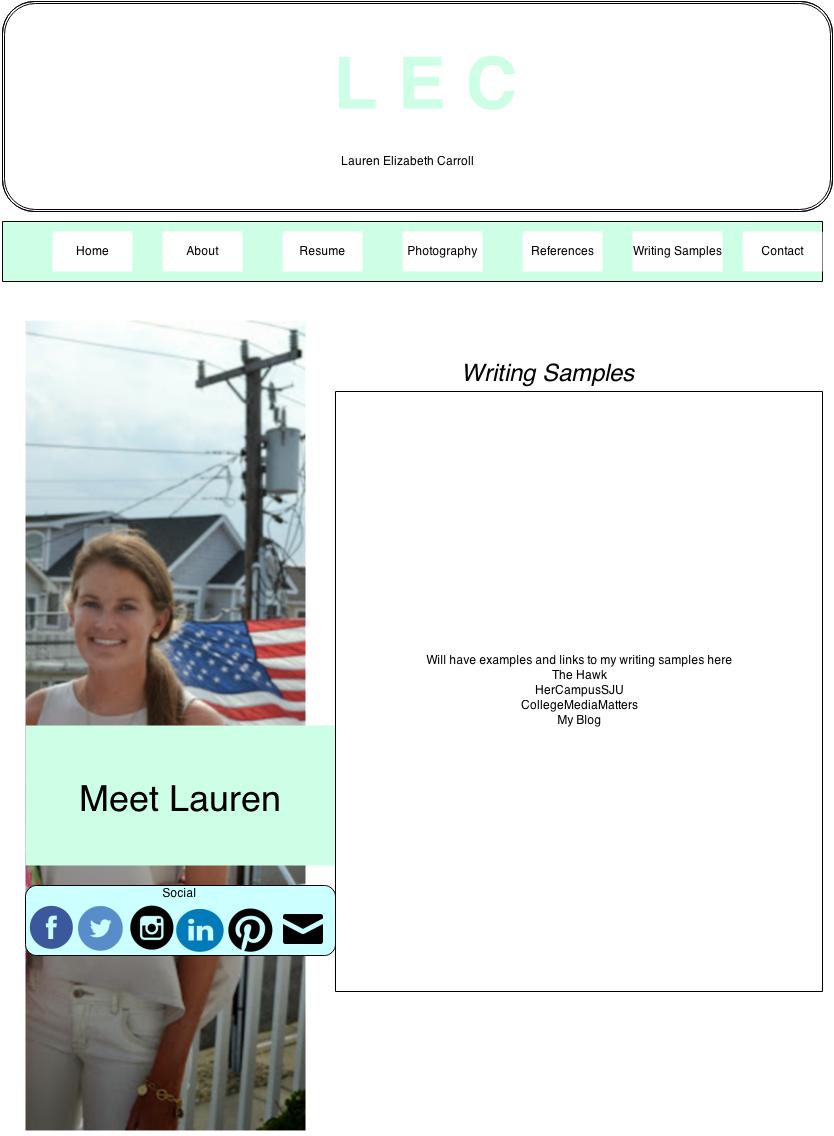 L E C
Lauren Elizabeth Carroll
Home About Resume Photography References Writing Samples Contact
Writing Samples
Will have examples and links to my writing samples here
The Hawk
HerCampusSJU
CollegeMediaMatters
My Blog
Meet Lauren
Social